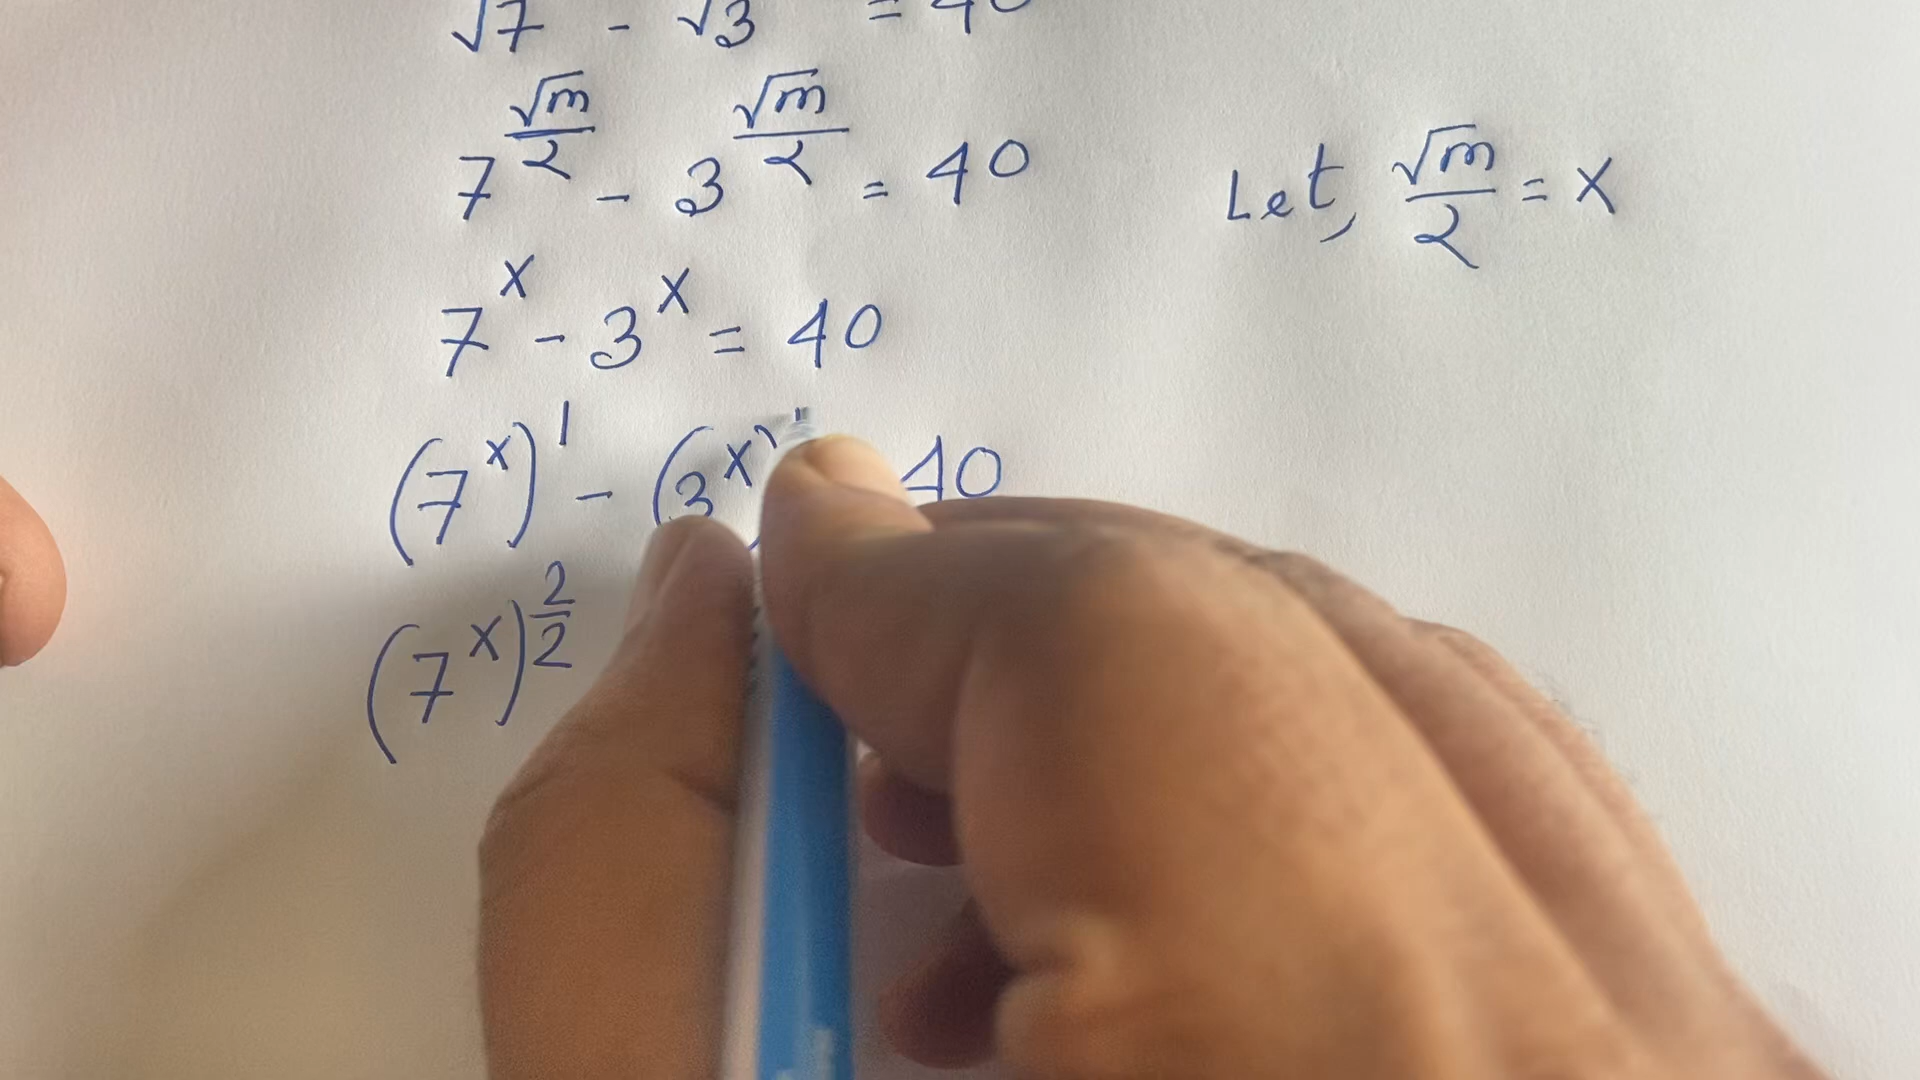 √7 - √3 = 40
7^(√m/2) - 3^(√m/2) = 40
Let, √m/2 = x
7^x - 3^x = 40
(7^x)^1 - (3^x) 40
(7^x)^(2/2)